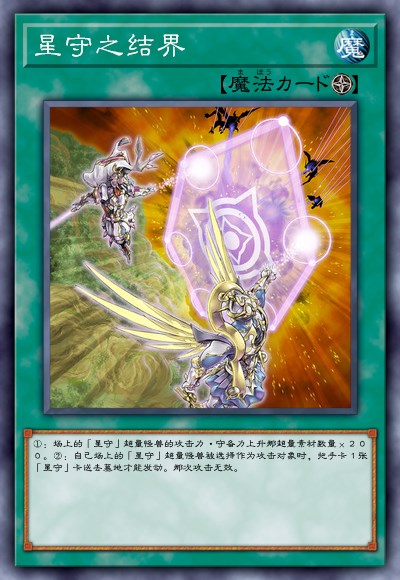 星守之结界
魔
【魔法カード】
まほう
①：场上的「星守」超量怪兽的攻击力·守备力上升那超量素材数量×２０
０。②：自己场上的「星守」超量怪兽被选择作为攻击对象时，把手卡１张
「星守」卡送去墓地才能发动。那次攻击无效。